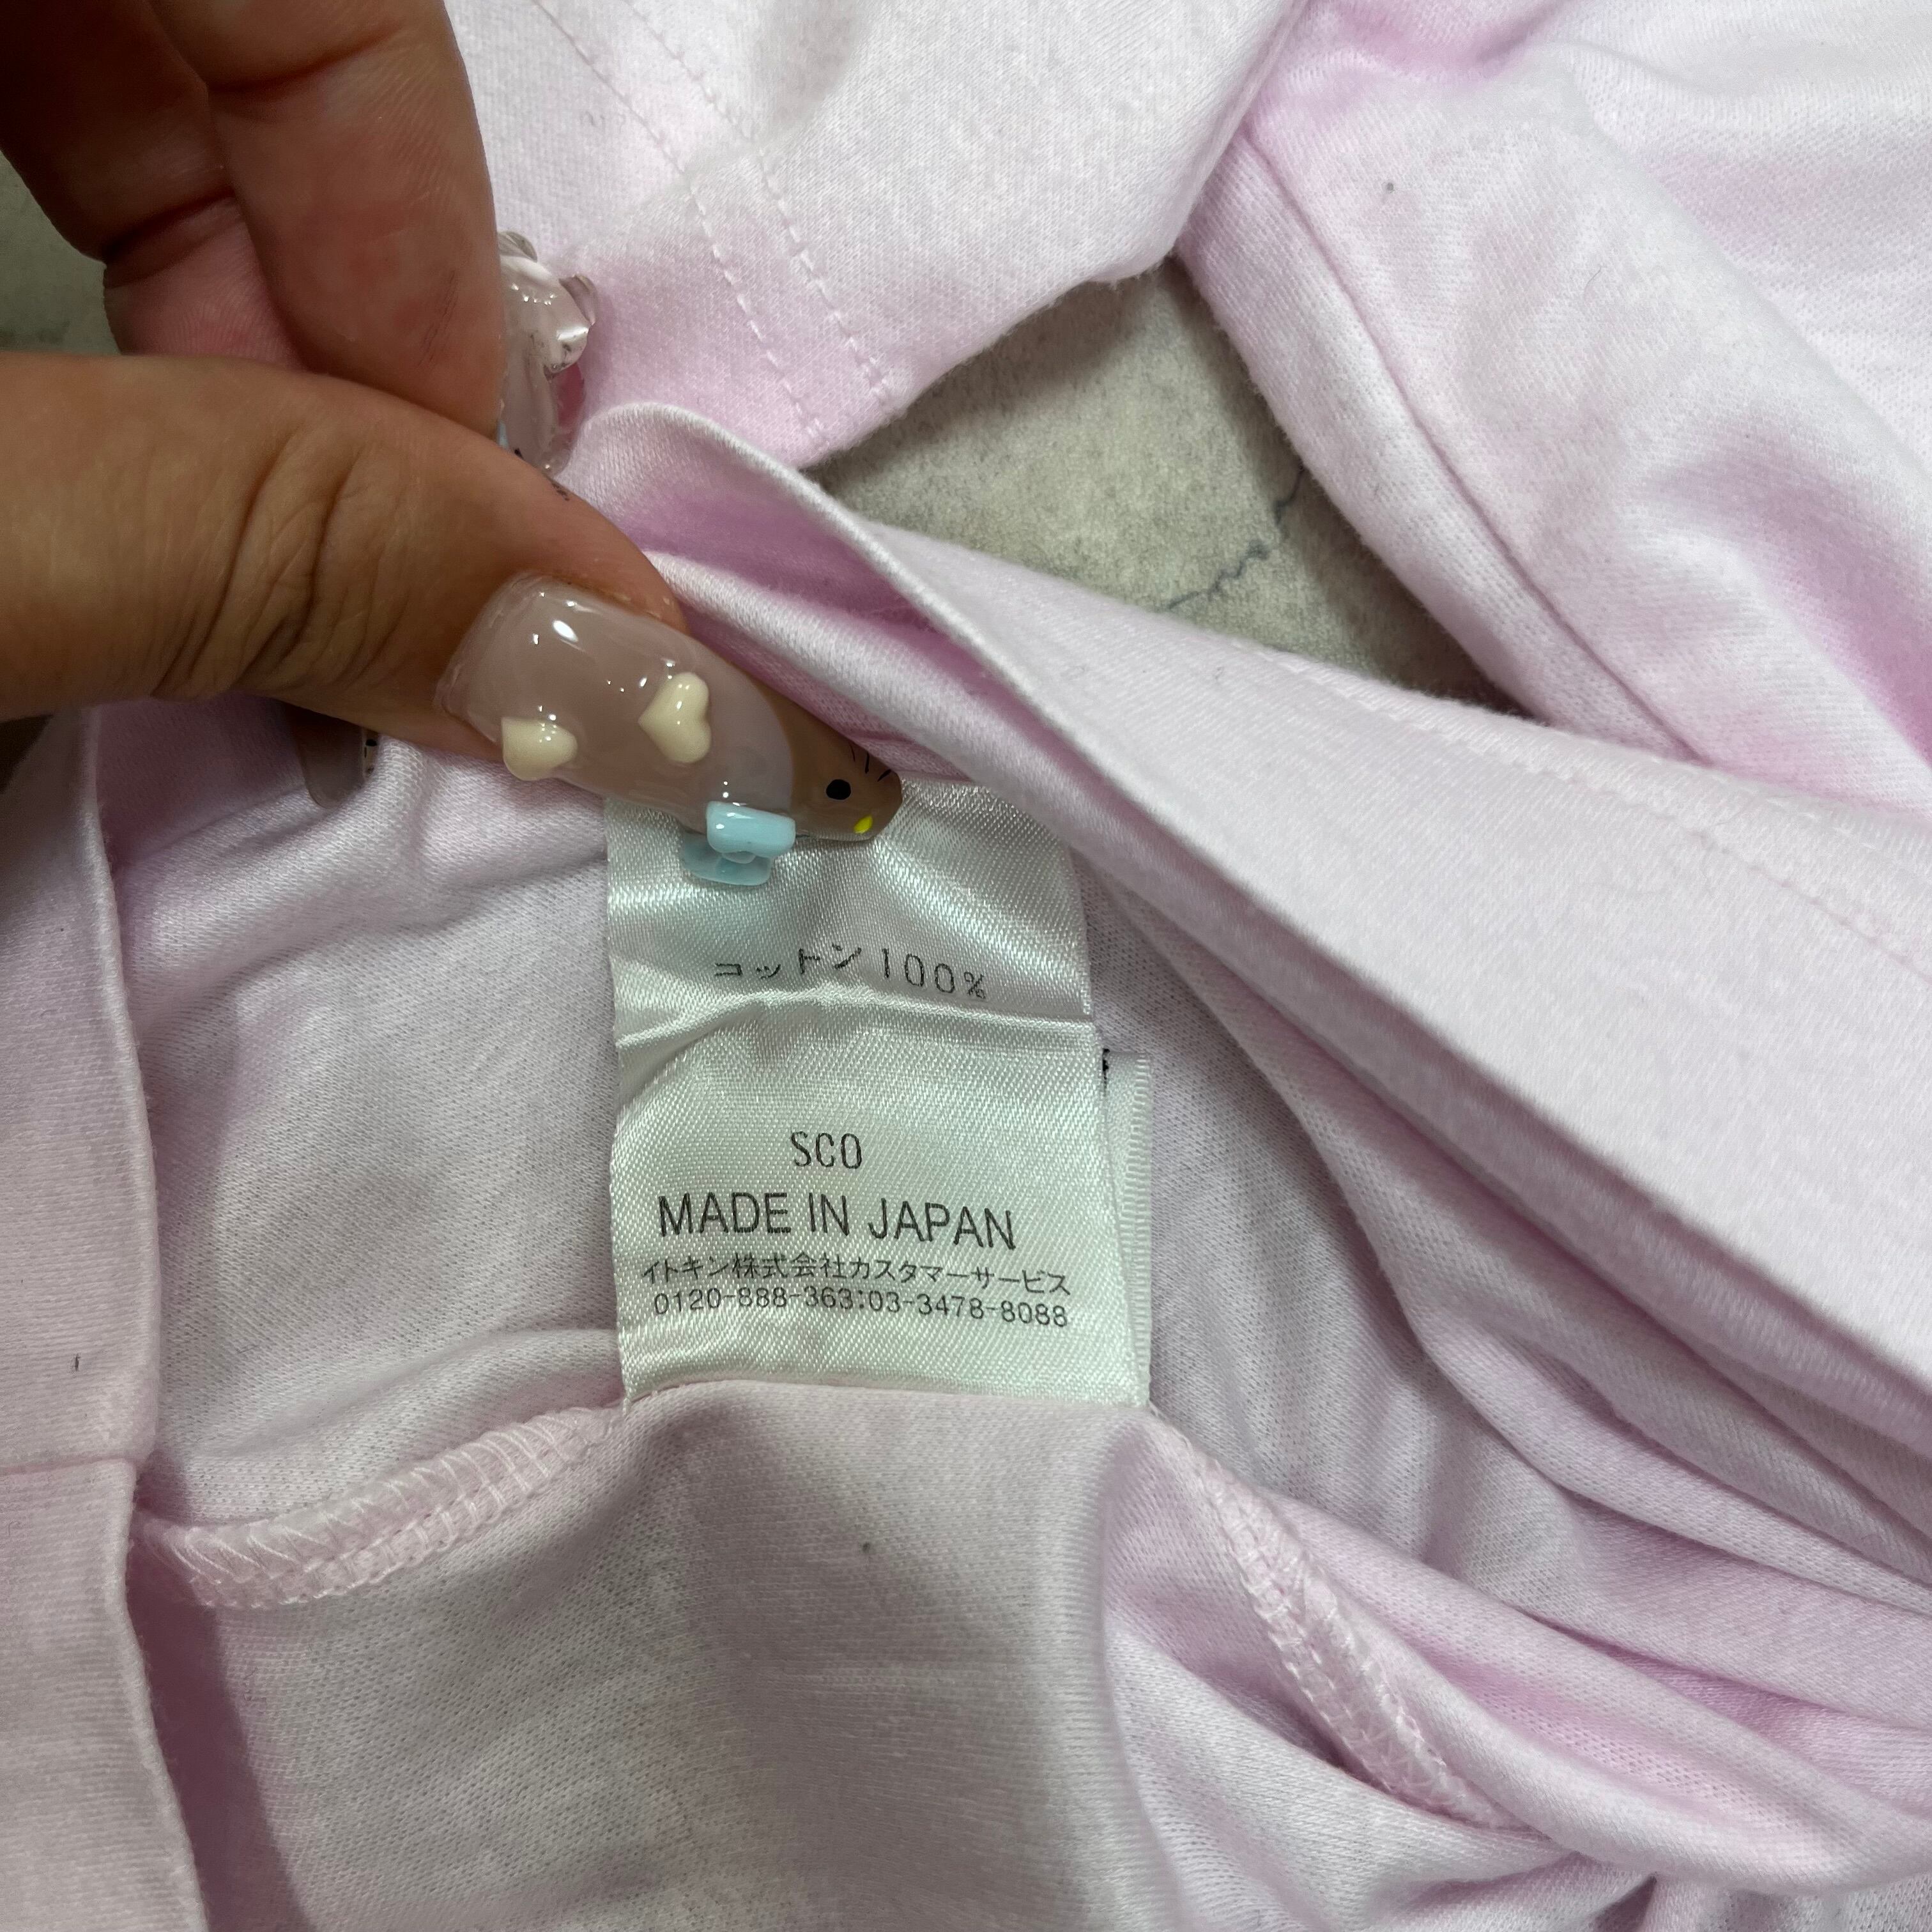 コットン100%
SCO
MADE IN JAPAN
イトキン株式会社カスタマーサービス
0120-888-363:03-3478-8088